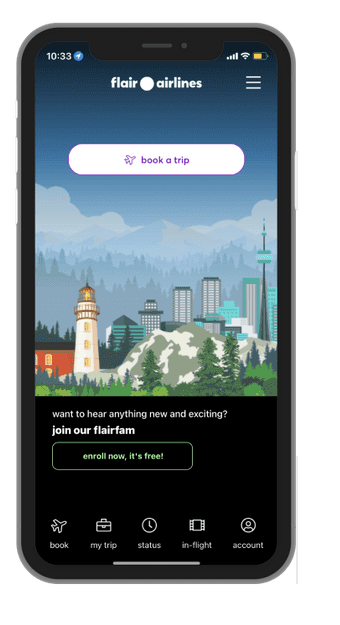 10:33
flair airlines
book a trip
want to hear anything new and exciting?
join our flairfam
enroll now, it's free!
book my trip status in-flight account